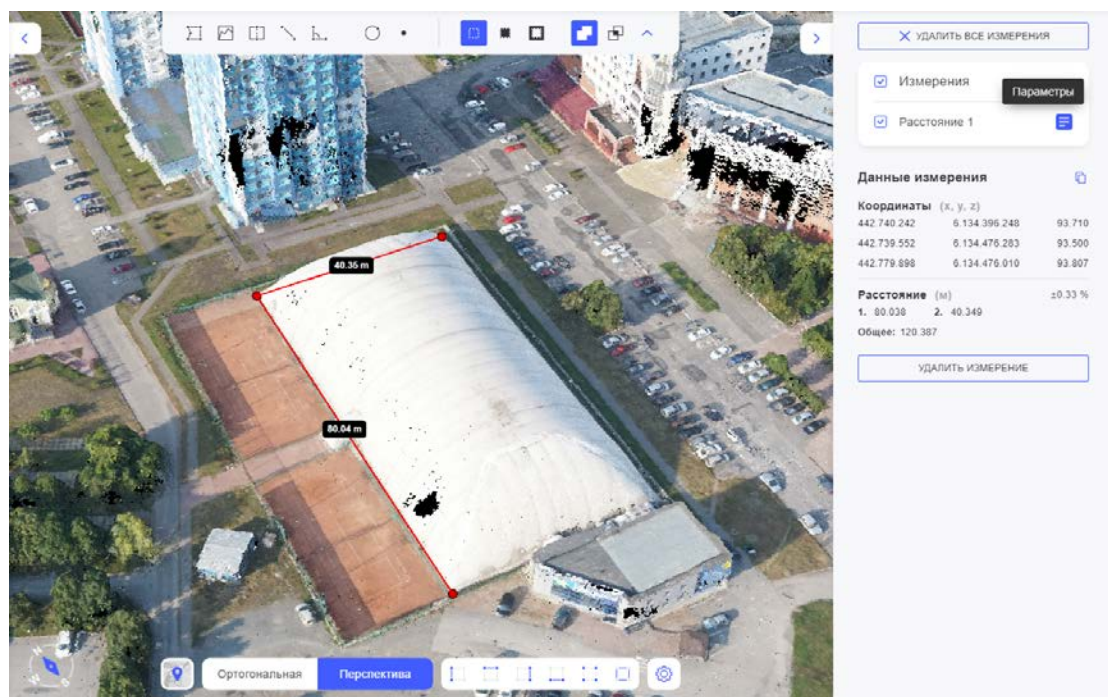 УДАЛИТЬ ВСЕ ИЗМЕРЕНИЯ
Измерения
Параметры
Расстояние 1
Данные измерения
Координаты (x, y, z)
442.740.242 6.134.396.248 93.710
442.739.552 6.134.476.283 93.500
442.779.898 6.134.476.010 93.807
Расстояние (м) ±0.33 %
1. 80.038 2. 40.349
Общее: 120.387
УДАЛИТЬ ИЗМЕРЕНИЕ
40.35 m
80.04 m
Ортогональная Перспектива